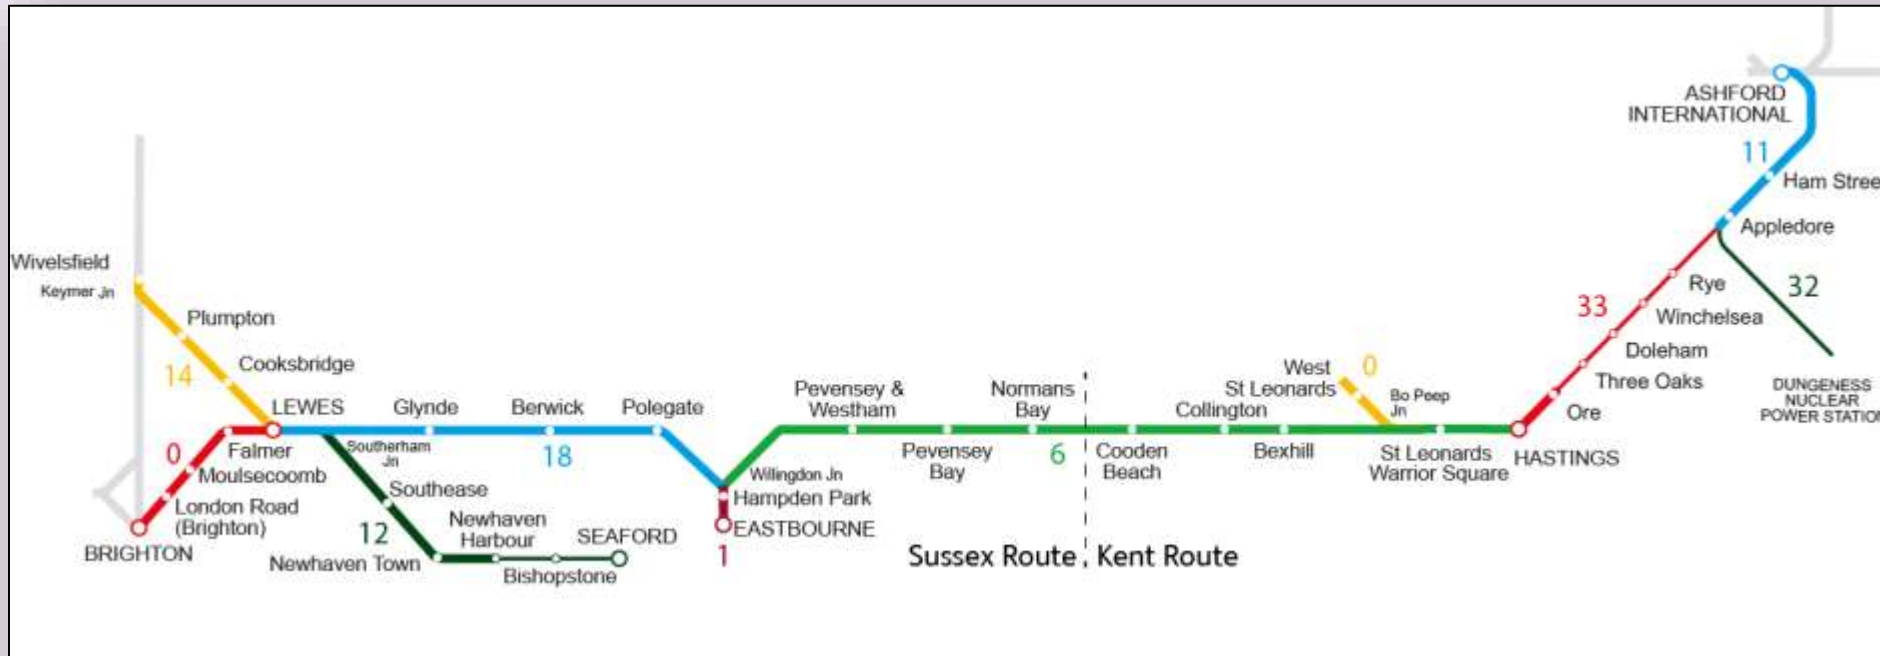 ASHFORD
INTERNATIONAL
11
Ham Stree
Appledore
Wivelsfield
Keymer Jn
Rye
32
33
Plumpton
Winchelsea
Doleham
Cooksbridge
14
West
St Leonards
0
Three Oaks
DUNGENESS
NUCLEAR
POWER STATION
Pevensey &
Westham
Normans
Bay
Collington
Bo Peep
Jn
Ore
LEWES
Glynde
Berwick
Polegate
0
Falmer
Southerham
Jn
18
Pevensey
Bay
6
Cooden
Beach
Bexhill
St Leonards
Warrior Square
HASTINGS
Moulsecoomb
Willingdon Jn
Southease
Hampden Park
London Road
(Brighton)
12
Newhaven
Harbour
SEAFORD
EASTBOURNE
BRIGHTON
Newhaven Town
Bishopstone
1
Sussex Route
Kent Route